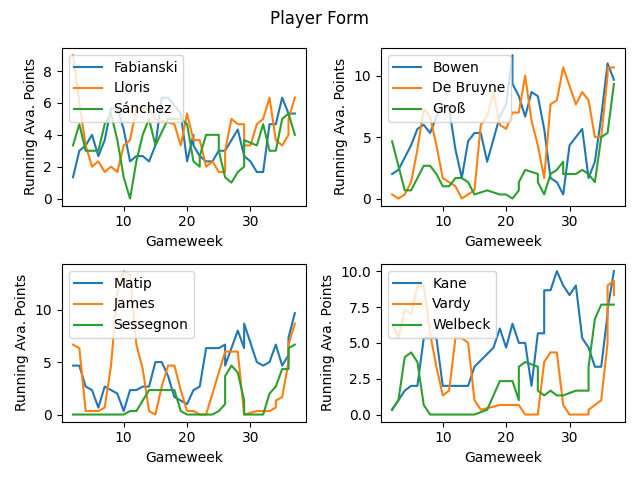 Player Form
Running Ava. Points
8
6
4
2
0
Fabianski
Lloris
Sánchez
10
20
30
Gameweek
Running Ava. Points
10
5
0
Bowen
De Bruyne
Groß
10
20
30
Gameweek
Running Ava. Points
10
5
0
Matip
James
Sessegnon
10
20
30
Gameweek
Running Ava. Points
10.0
7.5
5.0
2.5
0.0
Kane
Vardy
Welbeck
10
20
30
Gameweek